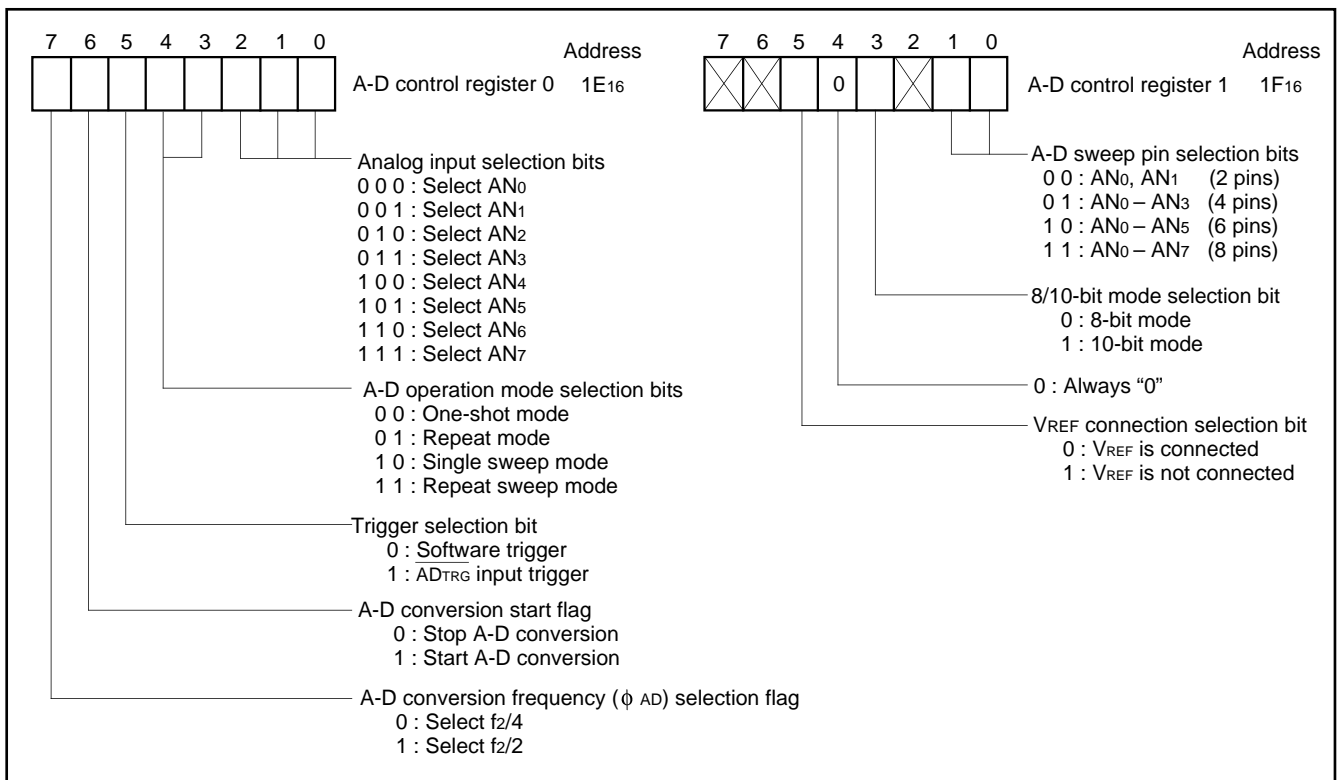 7 6 5 4 3 2 1 0
Address
A-D control register 0 1E16
Analog input selection bits
0 0 0 : Select AN0
0 0 1 : Select AN1
0 1 0 : Select AN2
0 1 1 : Select AN3
1 0 0 : Select AN4
1 0 1 : Select AN5
1 1 0 : Select AN6
1 1 1 : Select AN7
A-D operation mode selection bits
0 0 : One-shot mode
0 1 : Repeat mode
1 0 : Single sweep mode
1 1 : Repeat sweep mode
Trigger selection bit
0 : Software trigger
1 : ADTRG input trigger
A-D conversion start flag
0 : Stop A-D conversion
1 : Start A-D conversion
A-D conversion frequency (ϕ AD) selection flag
0 : Select f2/4
1 : Select f2/2
7 6 5 4 3 2 1 0
Address
0
A-D control register 1 1F16
A-D sweep pin selection bits
0 0 : AN0, AN1 (2 pins)
0 1 : AN0 – AN3 (4 pins)
1 0 : AN0 – AN5 (6 pins)
1 1 : AN0 – AN7 (8 pins)
8/10-bit mode selection bit
0 : 8-bit mode
1 : 10-bit mode
0 : Always “0”
VREF connection selection bit
0 : VREF is connected
1 : VREF is not connected